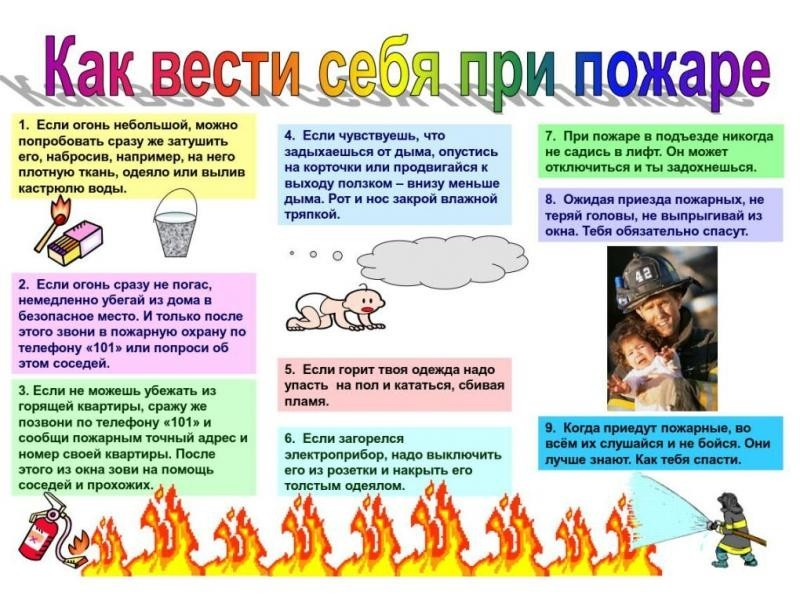 Как вести себя при пожаре
1. Если огонь небольшой, можно
попробовать сразу же затушить
его, набросив, например, на него
плотную ткань, одеяло или вылив
кастрюлю воды.
2. Если огонь сразу не погас,
немедленно убегай из дома в
безопасное место. И только после
этого звони в пожарную охрану по
телефону «101» или попроси об
этом соседей.
3. Если не можешь убежать из
горящей квартиры, сражу же
позвони по телефону «101» и
сообщи пожарным точный адрес и
номер своей квартиры. После
этого из окна зови на помощь
соседей и прохожих.
4. Если чувствуешь, что
задыхаешься от дыма, опустись
на корточки или продвигайся к
выходу ползком – внизу меньше
дыма. Рот и нос закрой влажной
тряпкой.
5. Если горит твоя одежда надо
упасть на пол и кататься, сбивая
пламя.
6. Если загорелся
электроприбор, надо выключить
его из розетки и накрыть его
толстым одеялом.
7. При пожаре в подъезде никогда
не садись в лифт. Он может
отключиться и ты задохнешься.
8. Ожидая приезда пожарных, не
теряй головы, не выпрыгивай из
окна. Тебя обязательно спасут.
42
9. Когда приедут пожарные, во
всём их слушайся и не бойся. Они
лучше знают. Как тебя спасти.